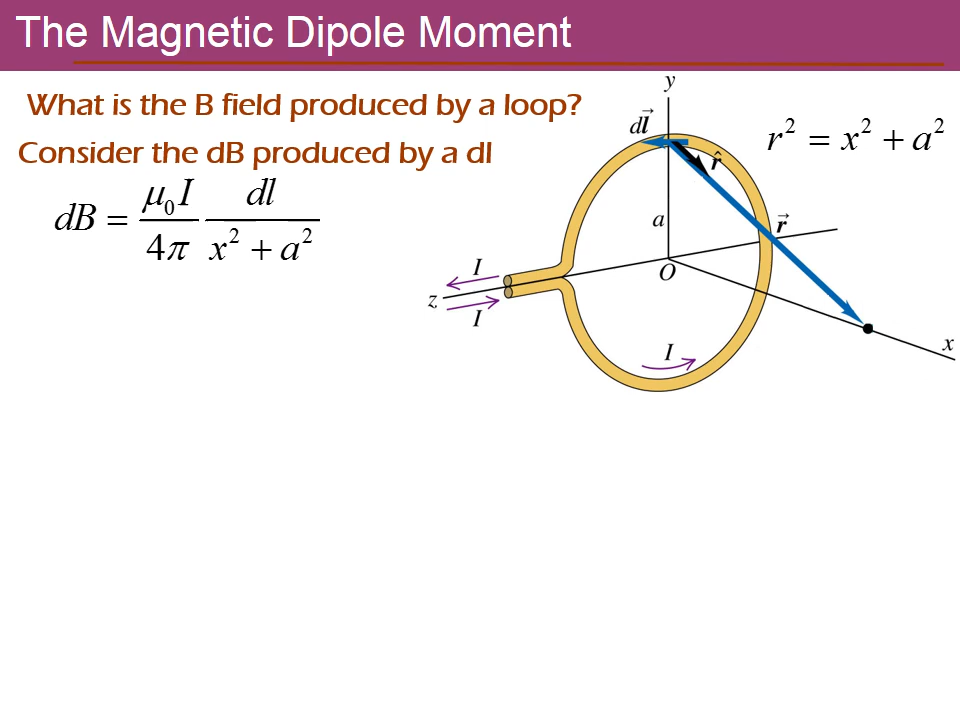 The Magnetic Dipole Moment
What is the B field produced by a loop?
Consider the dB produced by a dl
dB = μ₀I/4π dl/(x² + a²)
y
dl⃗
r² = x² + a²
r̂
a
r⃗
O
I
z
I
x
I